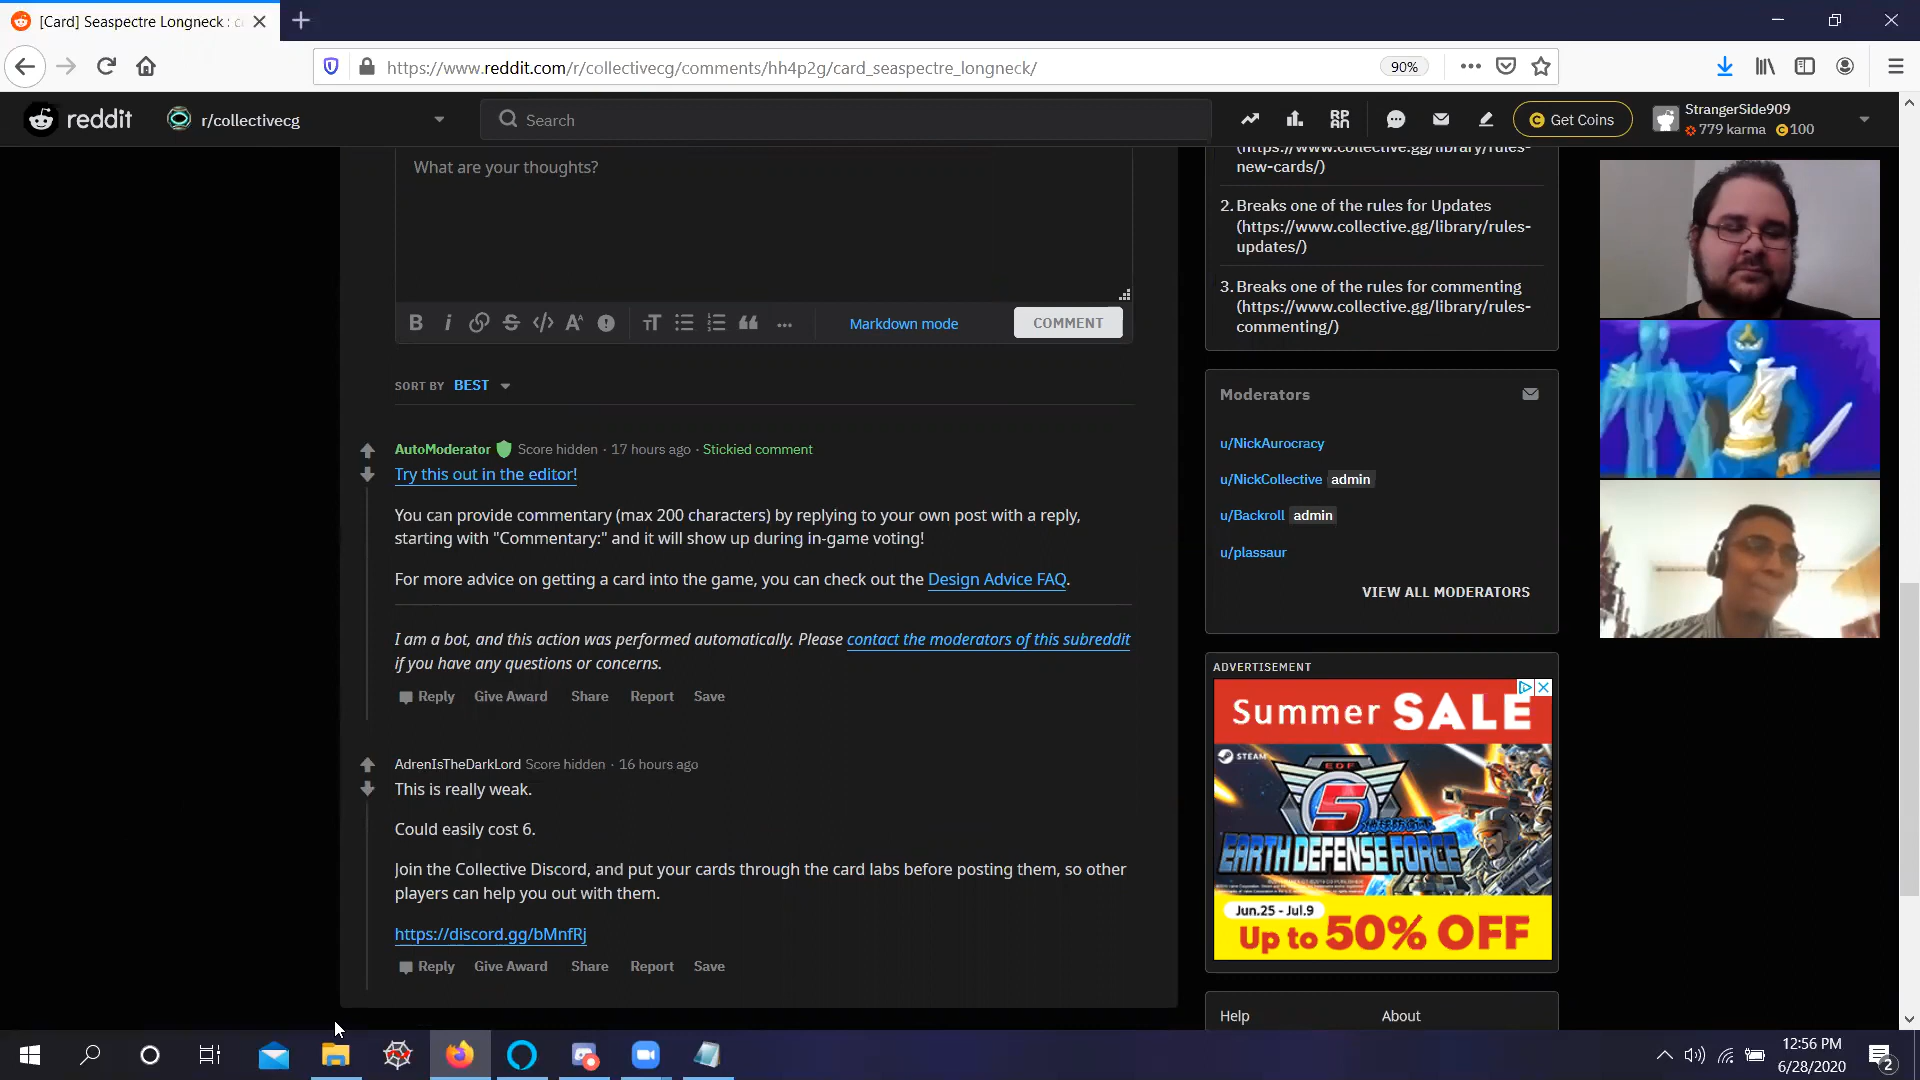 [Card] Seaspectre Longneck : c
https://www.reddit.com/r/collectivecg/comments/hh4p2g/card_seaspectre_longneck/
90%
reddit
r/collectivecg
Search
Get Coins
StrangerSide909
779 karma
100
What are your thoughts?
Markdown mode
COMMENT
SORT BY BEST
AutoModerator Score hidden · 17 hours ago · Stickied comment
Try this out in the editor!
You can provide commentary (max 200 characters) by replying to your own post with a reply,
starting with "Commentary:" and it will show up during in-game voting!
For more advice on getting a card into the game, you can check out the Design Advice FAQ.
I am a bot, and this action was performed automatically. Please contact the moderators of this subreddit
if you have any questions or concerns.
Reply Give Award Share Report Save
AdrenIsTheDarkLord Score hidden · 16 hours ago
This is really weak.
Could easily cost 6.
Join the Collective Discord, and put your cards through the card labs before posting them, so other
players can help you out with them.
https://discord.gg/bMnfRj
Reply Give Award Share Report Save
(https://www.collective.gg/library/rules-
new-cards/)
2. Breaks one of the rules for Updates
(https://www.collective.gg/library/rules-
updates/)
3. Breaks one of the rules for commenting
(https://www.collective.gg/library/rules-
commenting/)
Moderators
u/NickAurocracy
u/NickCollective admin
u/Backroll admin
u/plassaur
VIEW ALL MODERATORS
ADVERTISEMENT
Summer SALE
STEAM
EDF
5
EARTH DEFENSE FORCE
Jun.25 - Jul.9
Up to 50% OFF
Help About
12:56 PM
6/28/2020
2